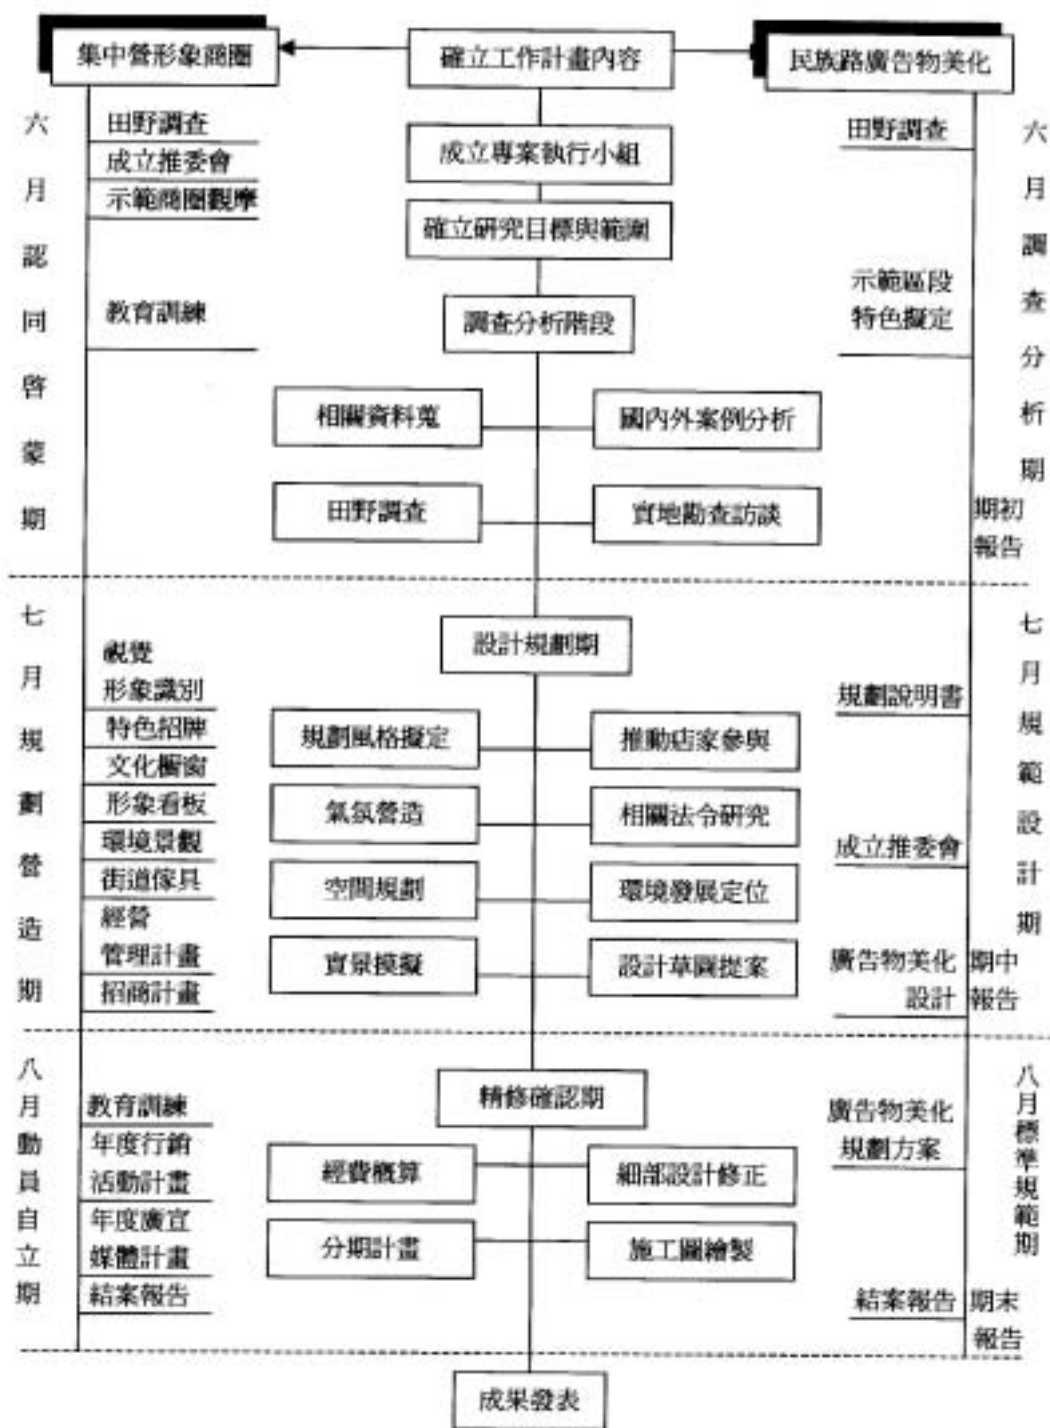 集中營形象商圈
確立工作計畫內容
民族路廣告物美化
六月認同啓蒙期
田野調查
成立推委會
示範商圈觀摩
教育訓練
成立專案執行小組
確立研究目標與範圍
調查分析階段
相關資料蒐
國內外案例分析
田野調查
實地勘查訪談
田野調查
示範區段
特色擬定
六月調查分析期
期初
報告
七月規劃營造期
視覺
形象識別
特色招牌
文化櫥窗
形象看板
環境景觀
街道傢具
經營
管理計畫
招商計畫
設計規劃期
規劃風格擬定
推動店家參與
氣氛營造
相關法令研究
空間規劃
環境發展定位
實景模擬
設計草圖提案
規劃說明書
成立推委會
廣告物美化
設計
七月規範設計期
期中
報告
八月動員自立期
教育訓練
年度行銷
活動計畫
年度廣宣
媒體計畫
結案報告
精修確認期
經費概算
細部設計修正
分期計畫
施工圖繪製
廣告物美化
規劃方案
結案報告
八月標準規範期
期末
報告
成果發表